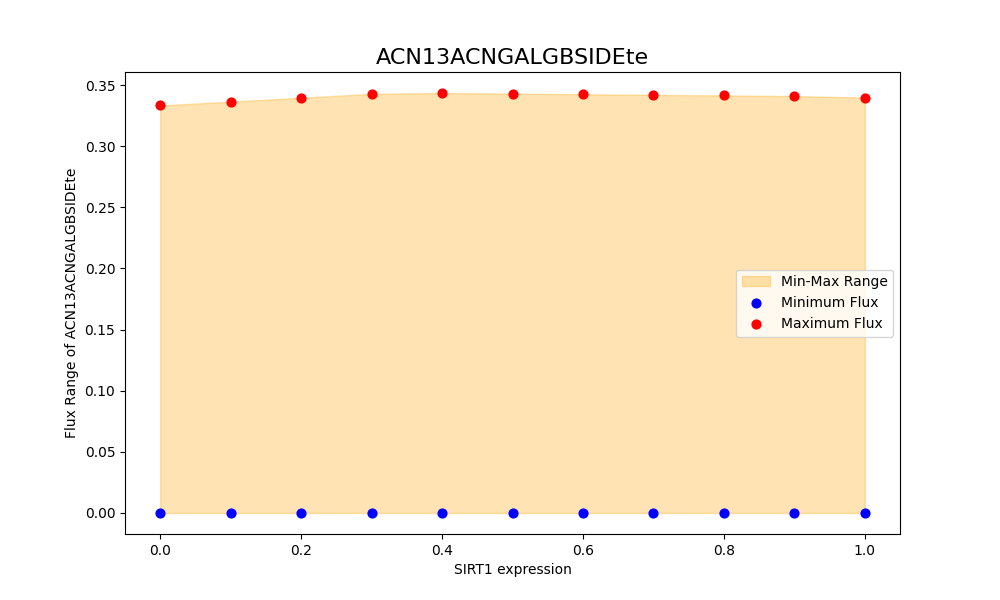 ACN13ACNGALGBSIDEte
Flux Range of ACN13ACNGALGBSIDEte
0.35
0.30
0.25
0.20
0.15
0.10
0.05
0.00
Min-Max Range
Minimum Flux
Maximum Flux
0.0 0.2 0.4 0.6 0.8 1.0
SIRT1 expression